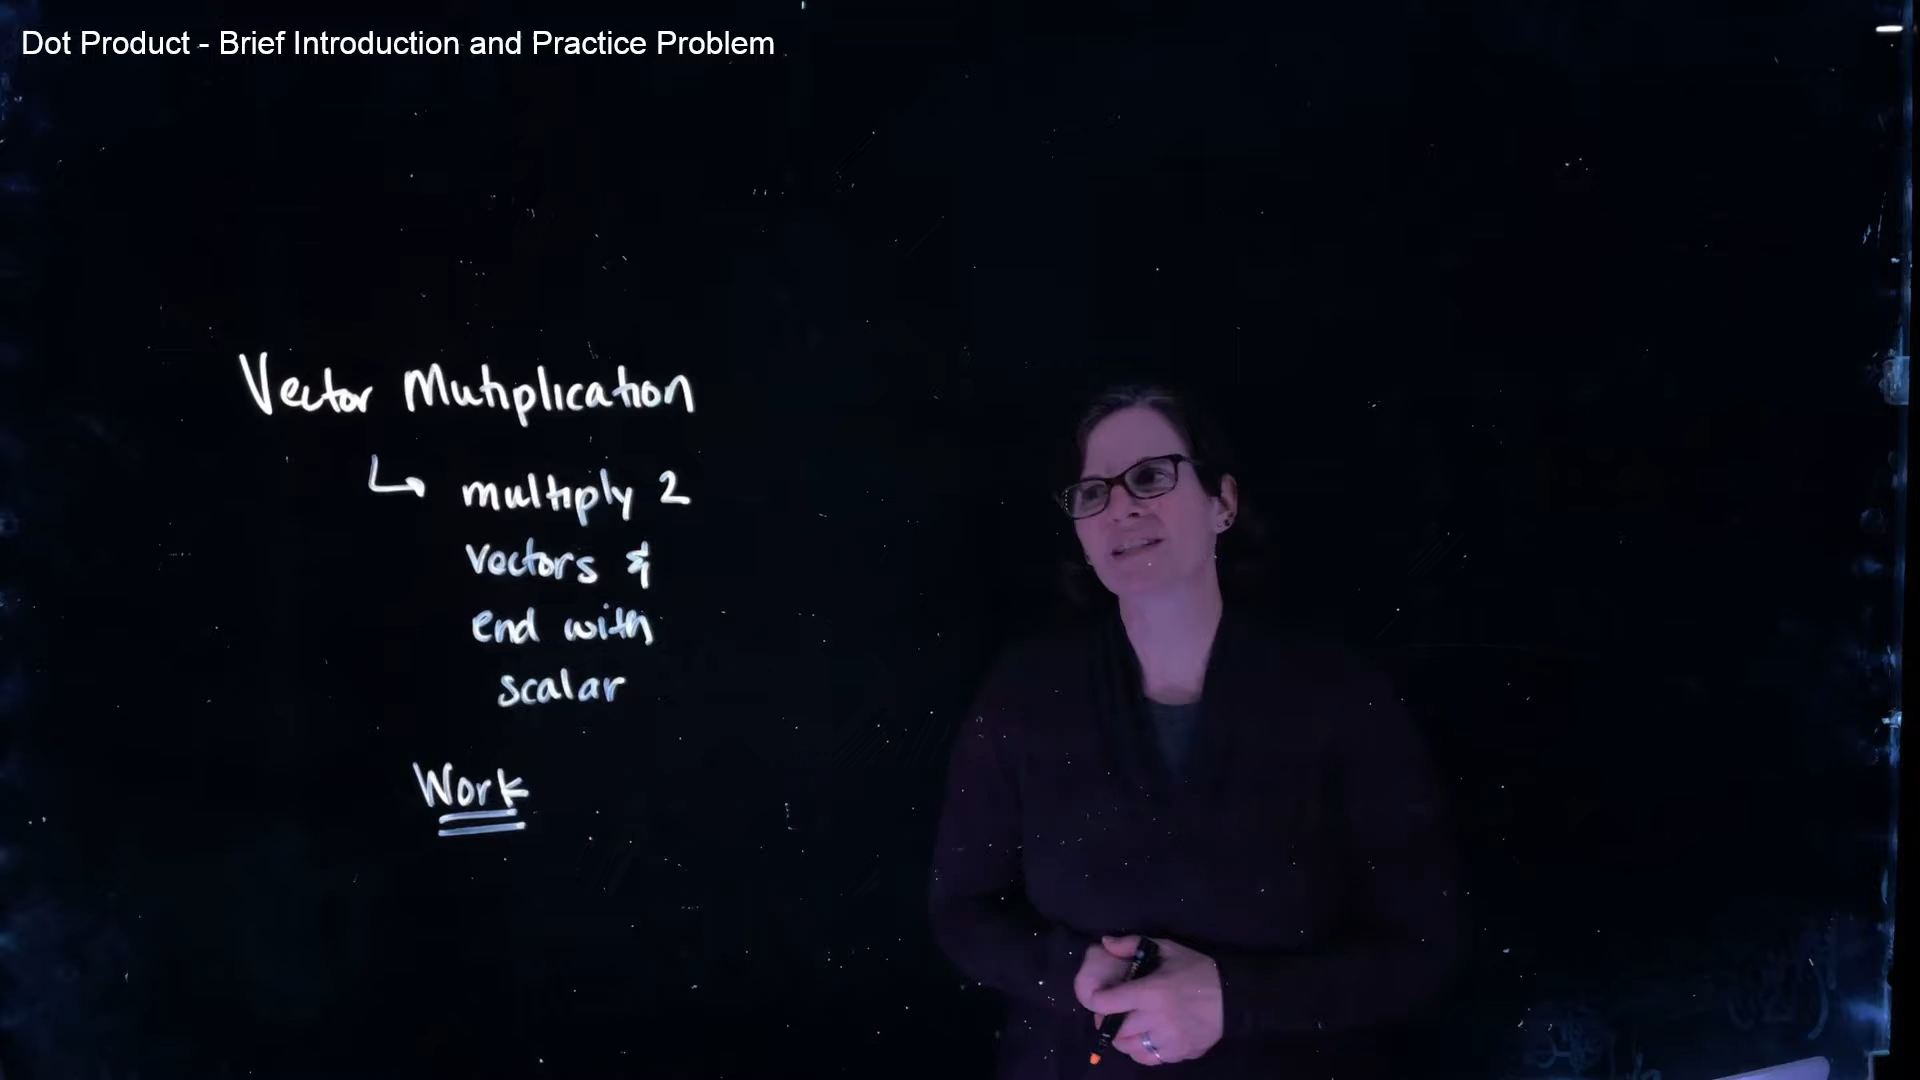 Dot Product - Brief Introduction and Practice Problem
Vector Mutiplication
↳ multiply 2
vectors &
end with
scalar
Work